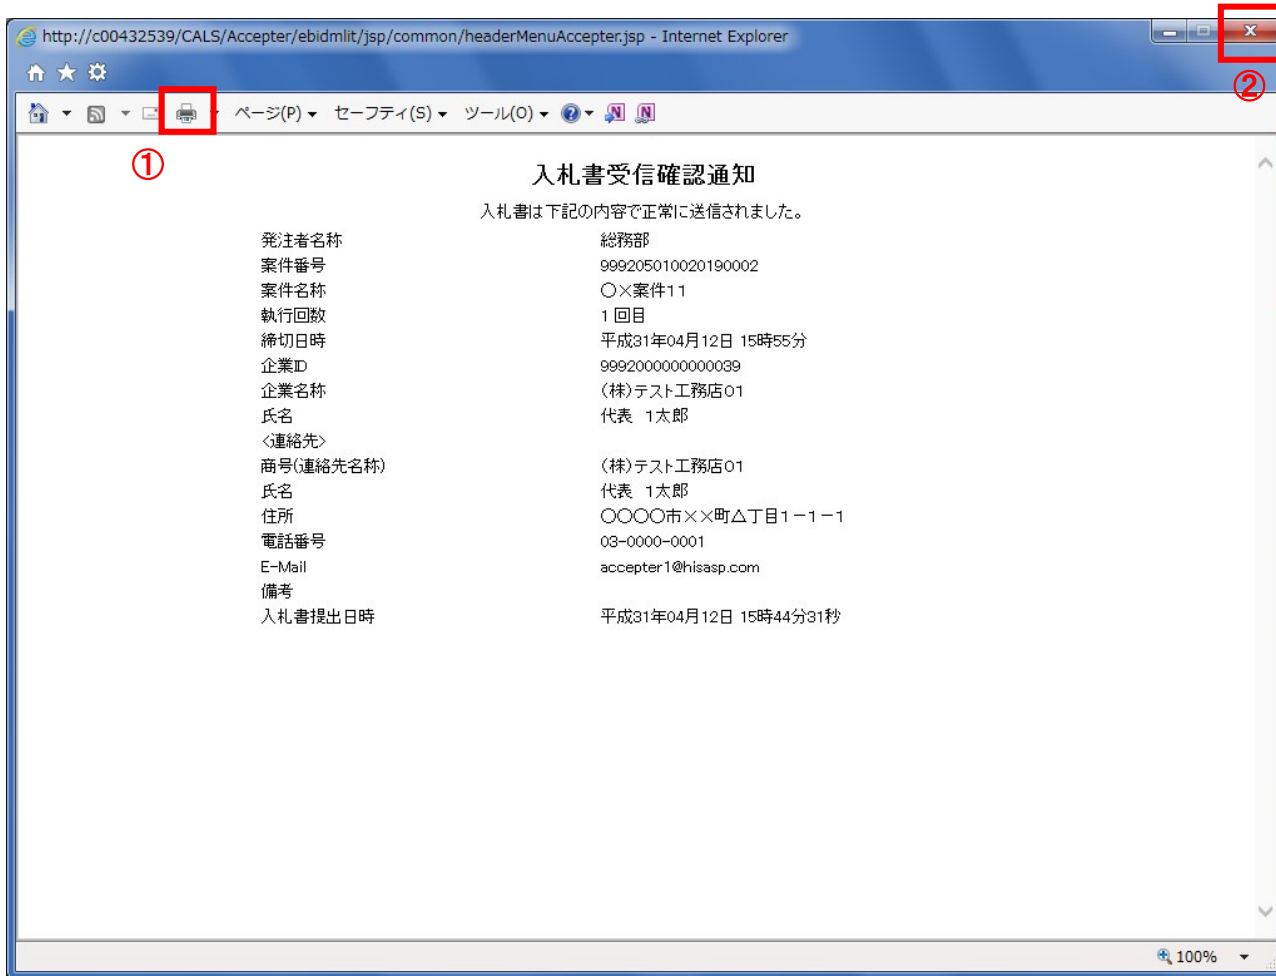 http://c00432539/CALS/Accepter/ebidmlit/jsp/common/headerMenuAccepter.jsp - Internet Explorer
②
ページ(P) セーフティ(S) ツール(O)
①
入札書受信確認通知
入札書は下記の内容で正常に送信されました。
発注者名称 総務部
案件番号 999205010020190002
案件名称 〇×案件11
執行回数 1回目
締切日時 平成31年04月12日 15時55分
企業ID 9992000000000039
企業名称 (株)テスト工務店01
氏名 代表 1太郎
<連絡先>
商号(連絡先名称) (株)テスト工務店01
氏名 代表 1太郎
住所 〇〇〇〇市××町△丁目1-1-1
電話番号 03-0000-0001
E-Mail accepter1@hisasp.com
備考
入札書提出日時 平成31年04月12日 15時44分31秒
100%